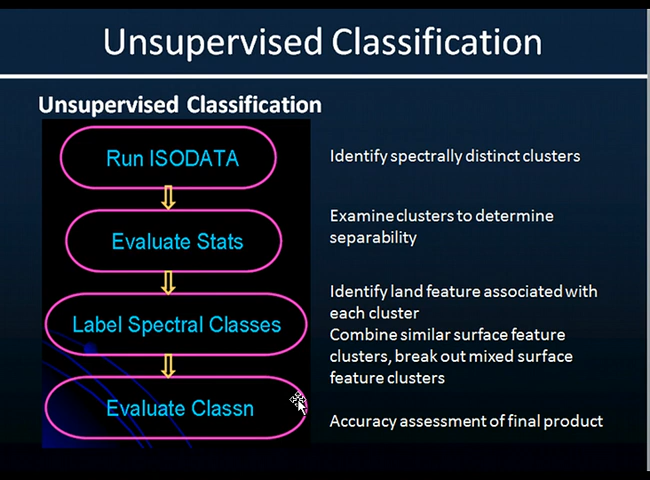 Unsupervised Classification
Unsupervised Classification
Run ISODATA
Identify spectrally distinct clusters
Evaluate Stats
Examine clusters to determine
separability
Label Spectral Classes
Identify land feature associated with
each cluster
Combine similar surface feature
clusters, break out mixed surface
feature clusters
Evaluate Classn
Accuracy assessment of final product